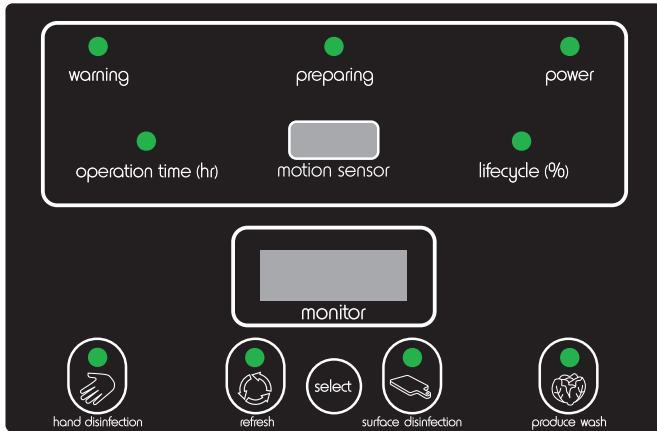 warning
preparing
power
operation time (hr)
motion sensor
lifecycle (%)
monitor
select
hand disinfection
refresh
surface disinfection
produce wash